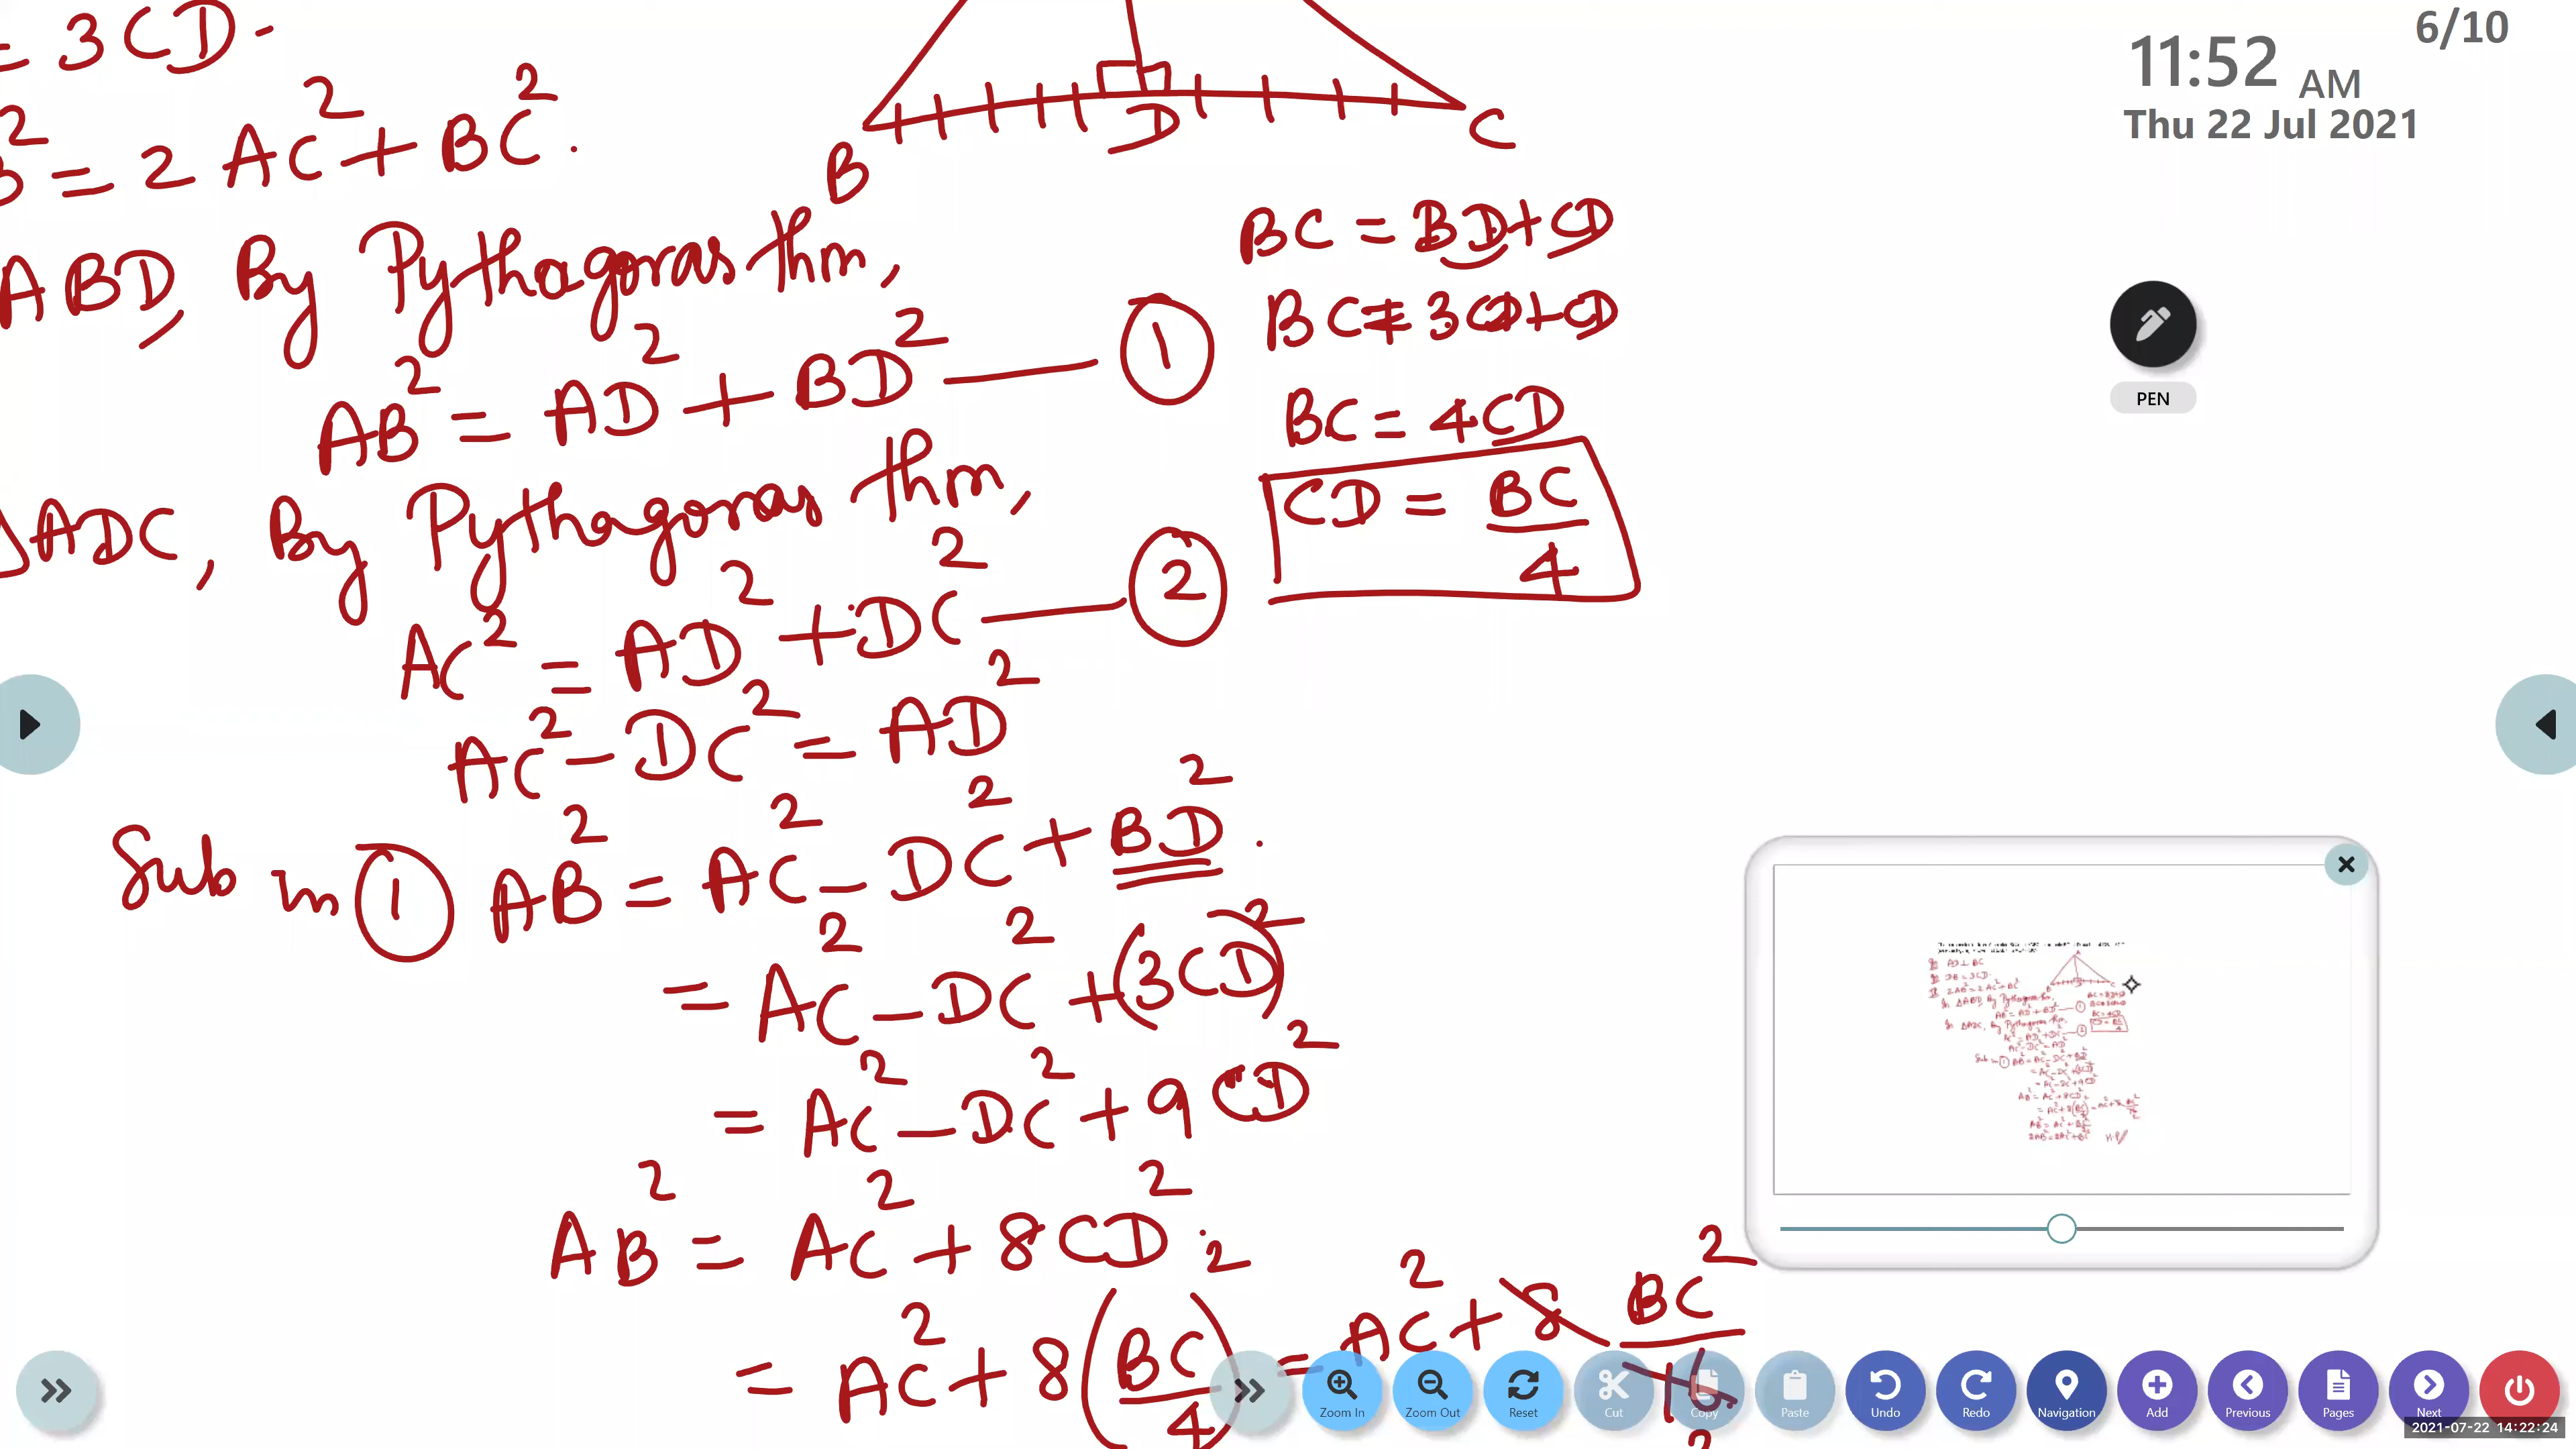 = 3CD.
6/10
11:52 AM
Thu 22 Jul 2021
B² = 2AC² + BC².
B
D
C
ABD, By Pythagoras thm,
AB² = AD² + BD² —— ①
ADC, By Pythagoras thm,
AC² = AD² + DC² —— ②
AC² - DC² = AD²
Sub in ① AB² = AC² - DC² + BD².
= AC² - DC² + (3CD)²
= AC² - DC² + 9CD²
AB² = AC² + 8CD².
= AC² + 8(BC/4)² = AC² + 8 BC²/16
BC = BD + CD
BC = 3CD + CD
BC = 4CD
CD = BC/4
PEN
Zoom In
Zoom Out
Reset
Cut
Copy
Paste
Undo
Redo
Navigation
Add
Previous
Pages
Next
2021-07-22 14:22:24